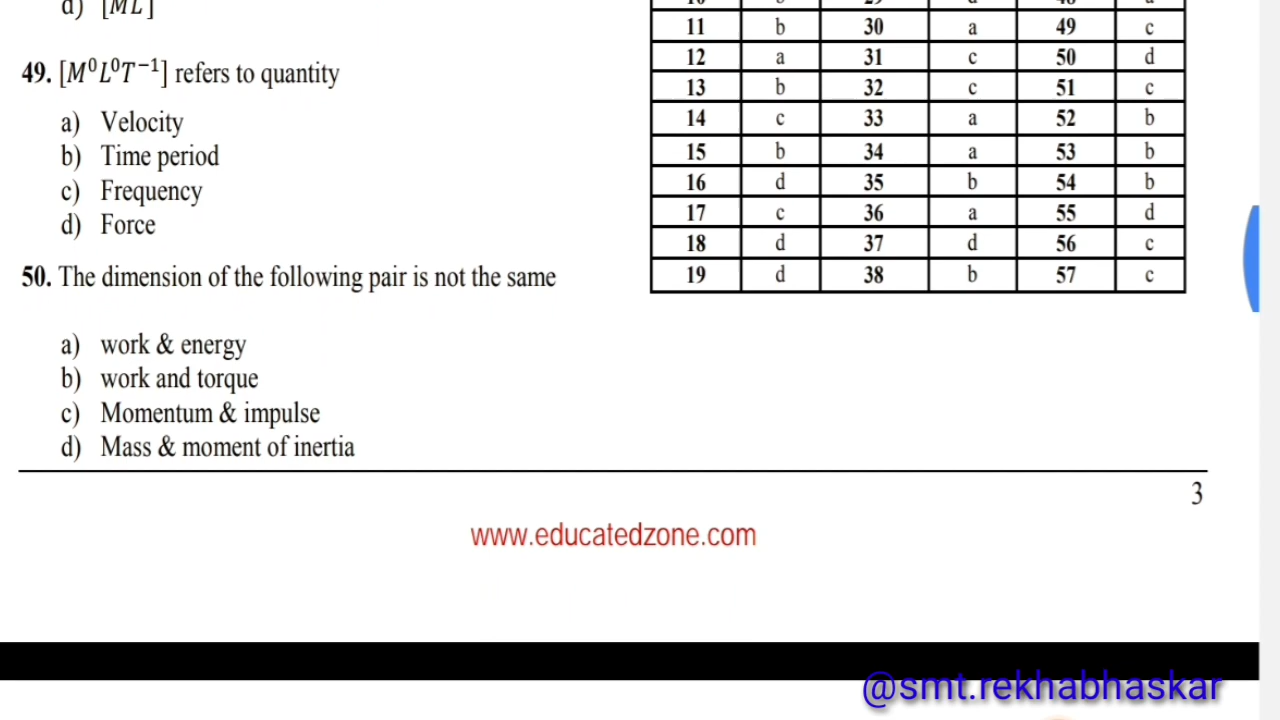 d) [ML]
49. [M⁰L⁰T⁻¹] refers to quantity
a) Velocity
b) Time period
c) Frequency
d) Force
50. The dimension of the following pair is not the same
a) work & energy
b) work and torque
c) Momentum & impulse
d) Mass & moment of inertia
11 b 30 a 49 c
12 a 31 c 50 d
13 b 32 c 51 c
14 c 33 a 52 b
15 b 34 a 53 b
16 d 35 b 54 b
17 c 36 a 55 d
18 d 37 d 56 c
19 d 38 b 57 c
3
www.educatedzone.com
@smt.rekhabhaskar